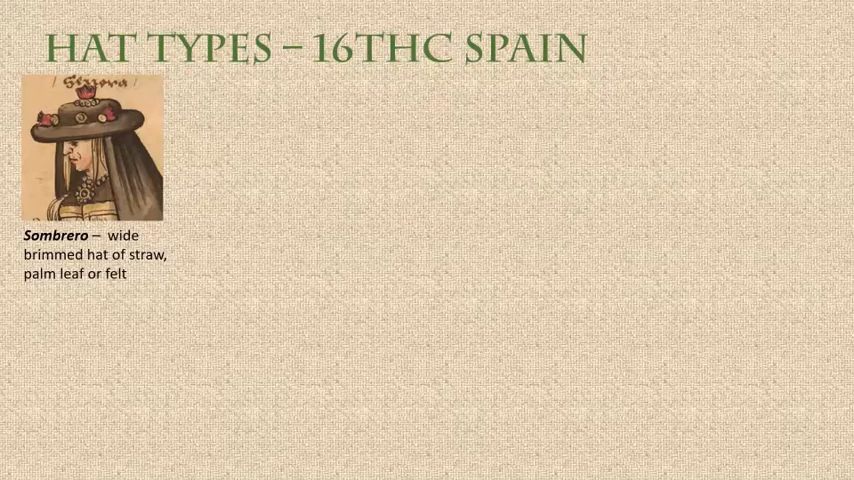 HAT TYPES – 16THC SPAIN
Sombrero – wide
brimmed hat of straw,
palm leaf or felt